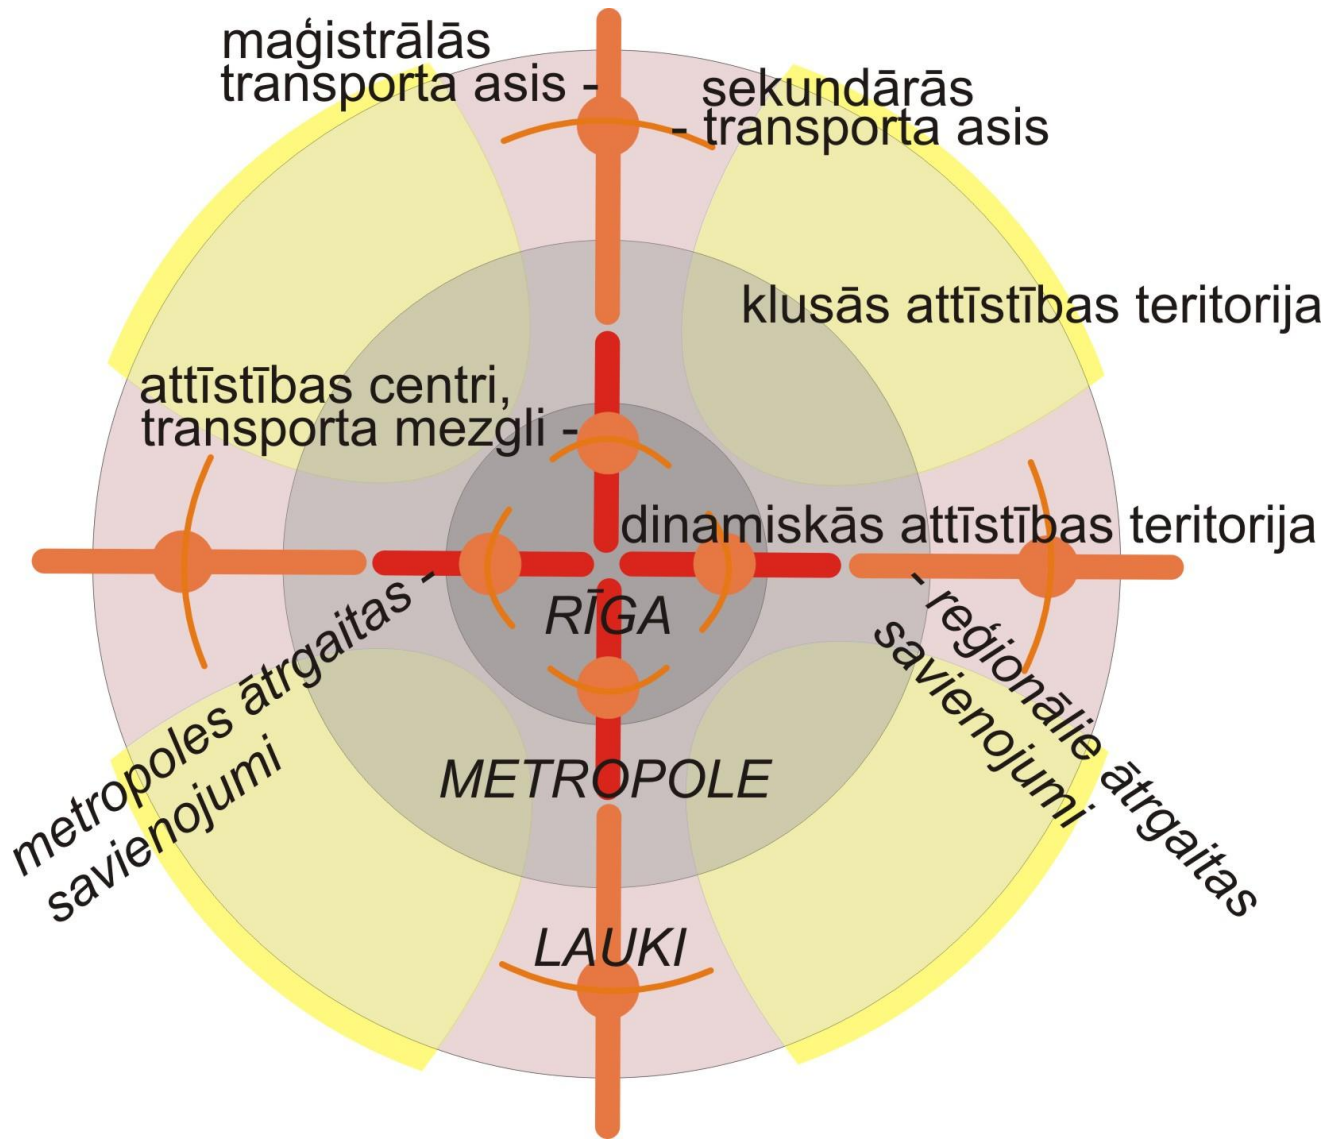 maģistrālās
transporta asis -
sekundārās
- transporta asis
klusās attīstības teritorija
attīstības centri,
transporta mezgli -
dinamiskās attīstības teritorija
RĪGA
metropoles ātrgaitas -
savienojumi
- reģionālie ātrgaitas
savienojumi
METROPOLE
LAUKI